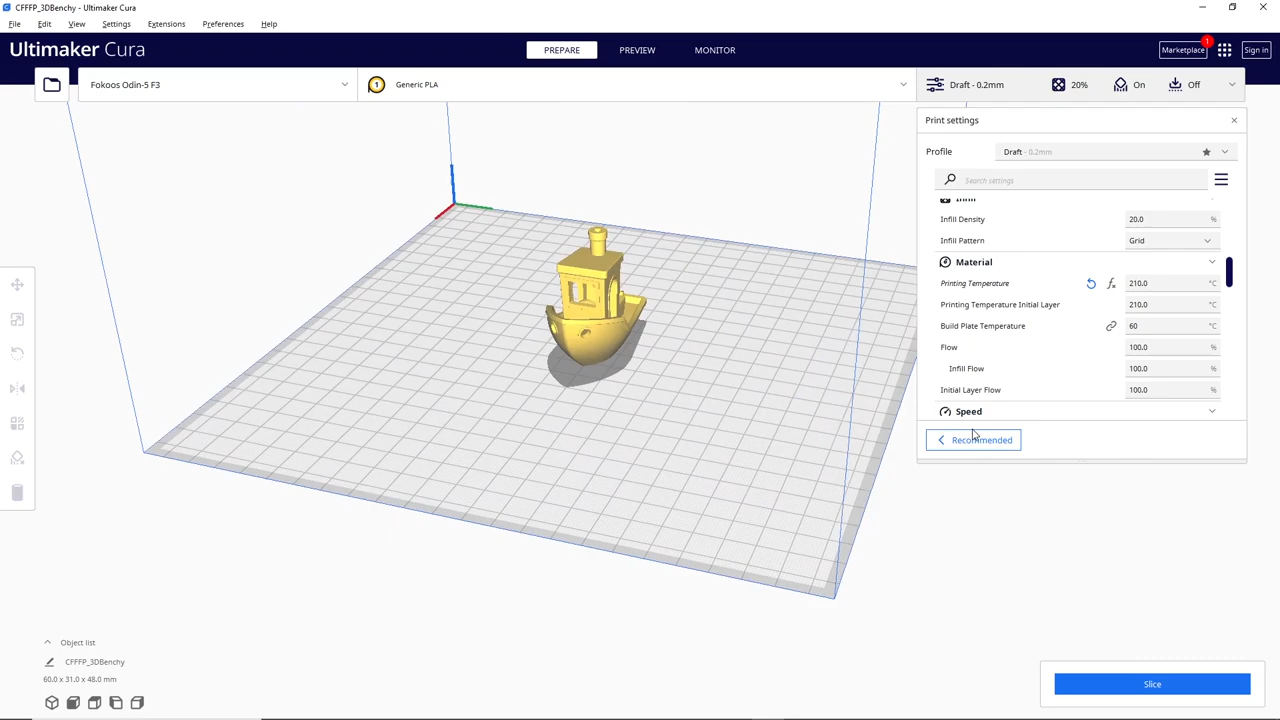 CFFFP_3DBenchy - Ultimaker Cura
File Edit View Settings Extensions Preferences Help
Ultimaker Cura PREPARE PREVIEW MONITOR Marketplace 1 Sign in
Fokoos Odin-5 F3 1 Generic PLA Draft - 0.2mm 20% On Off
Print settings
Profile Draft - 0.2mm
Search settings
Infill
Infill Density 20.0 %
Infill Pattern Grid
Material
Printing Temperature 210.0 °C
Printing Temperature Initial Layer 210.0 °C
Build Plate Temperature 60 °C
Flow 100.0 %
Infill Flow 100.0 %
Initial Layer Flow 100.0 %
Speed
Recommended
Object list
CFFFP_3DBenchy
60.0 x 31.0 x 48.0 mm
Slice